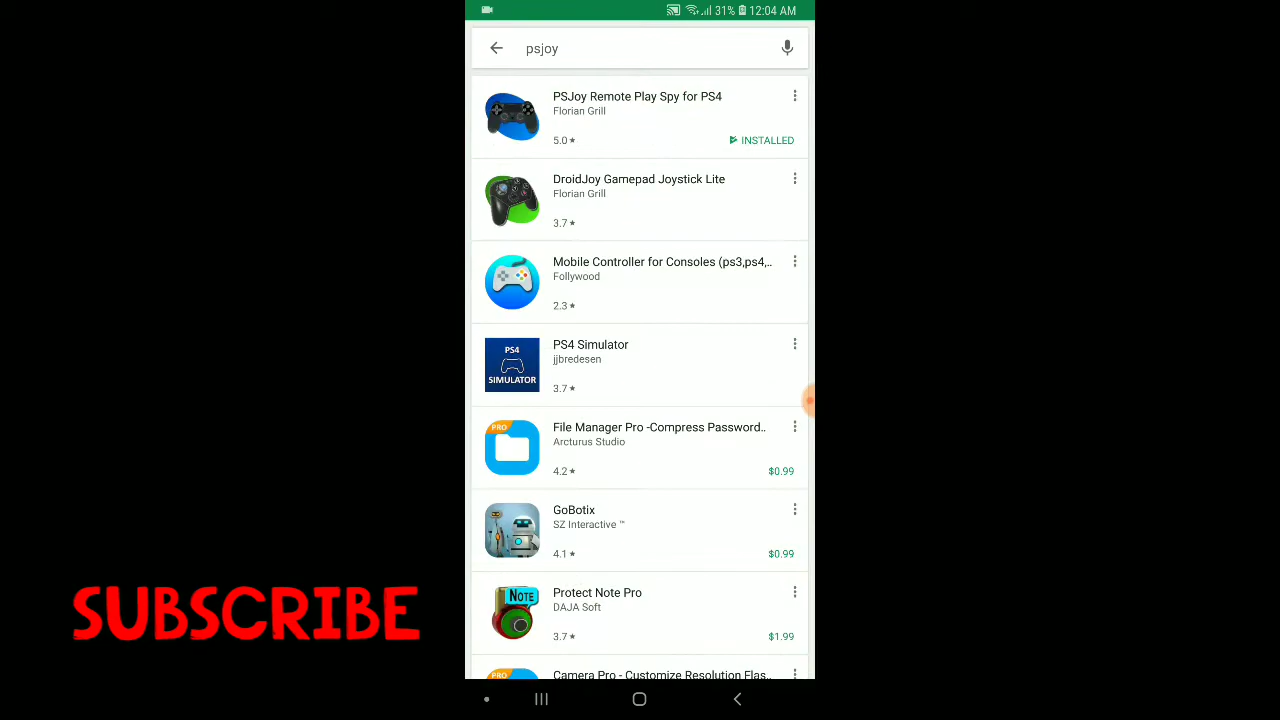 31% 12:04 AM
psjoy
PSJoy Remote Play Spy for PS4
Florian Grill
5.0 ★
INSTALLED
DroidJoy Gamepad Joystick Lite
Florian Grill
3.7 ★
Mobile Controller for Consoles (ps3,ps4,..
Follywood
2.3 ★
PS4
SIMULATOR
PS4 Simulator
jjbredesen
3.7 ★
PRO
File Manager Pro -Compress Password..
Arcturus Studio
4.2 ★
$0.99
GoBotix
SZ Interactive ™
4.1 ★
$0.99
NOTE
Protect Note Pro
DAJA Soft
3.7 ★
$1.99
PRO
Camera Pro - Customize Resolution Flas..
SUBSCRIBE